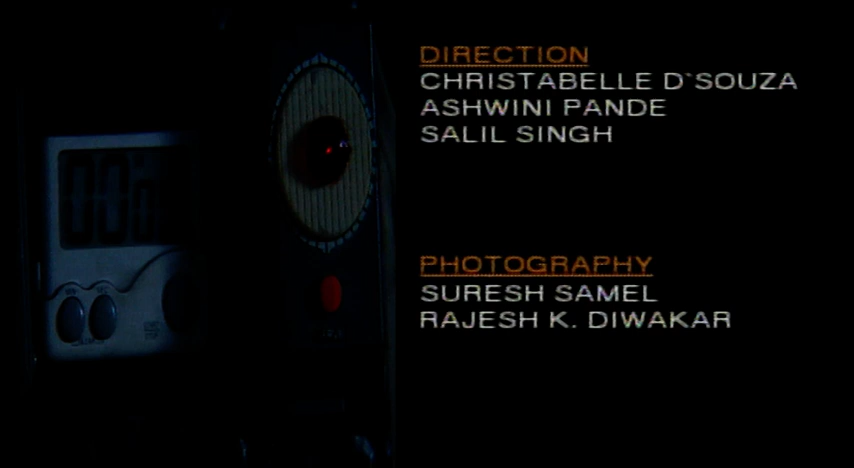 DIRECTION
CHRISTABELLE D`SOUZA
ASHWINI PANDE
SALIL SINGH
PHOTOGRAPHY
SURESH SAMEL
RAJESH K. DIWAKAR